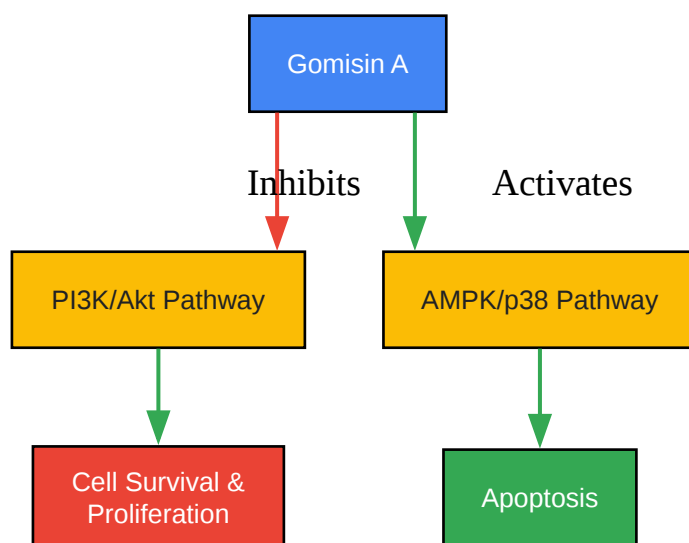 Gomisin A
Inhibits
Activates
PI3K/Akt Pathway
AMPK/p38 Pathway
Cell Survival &
Proliferation
Apoptosis